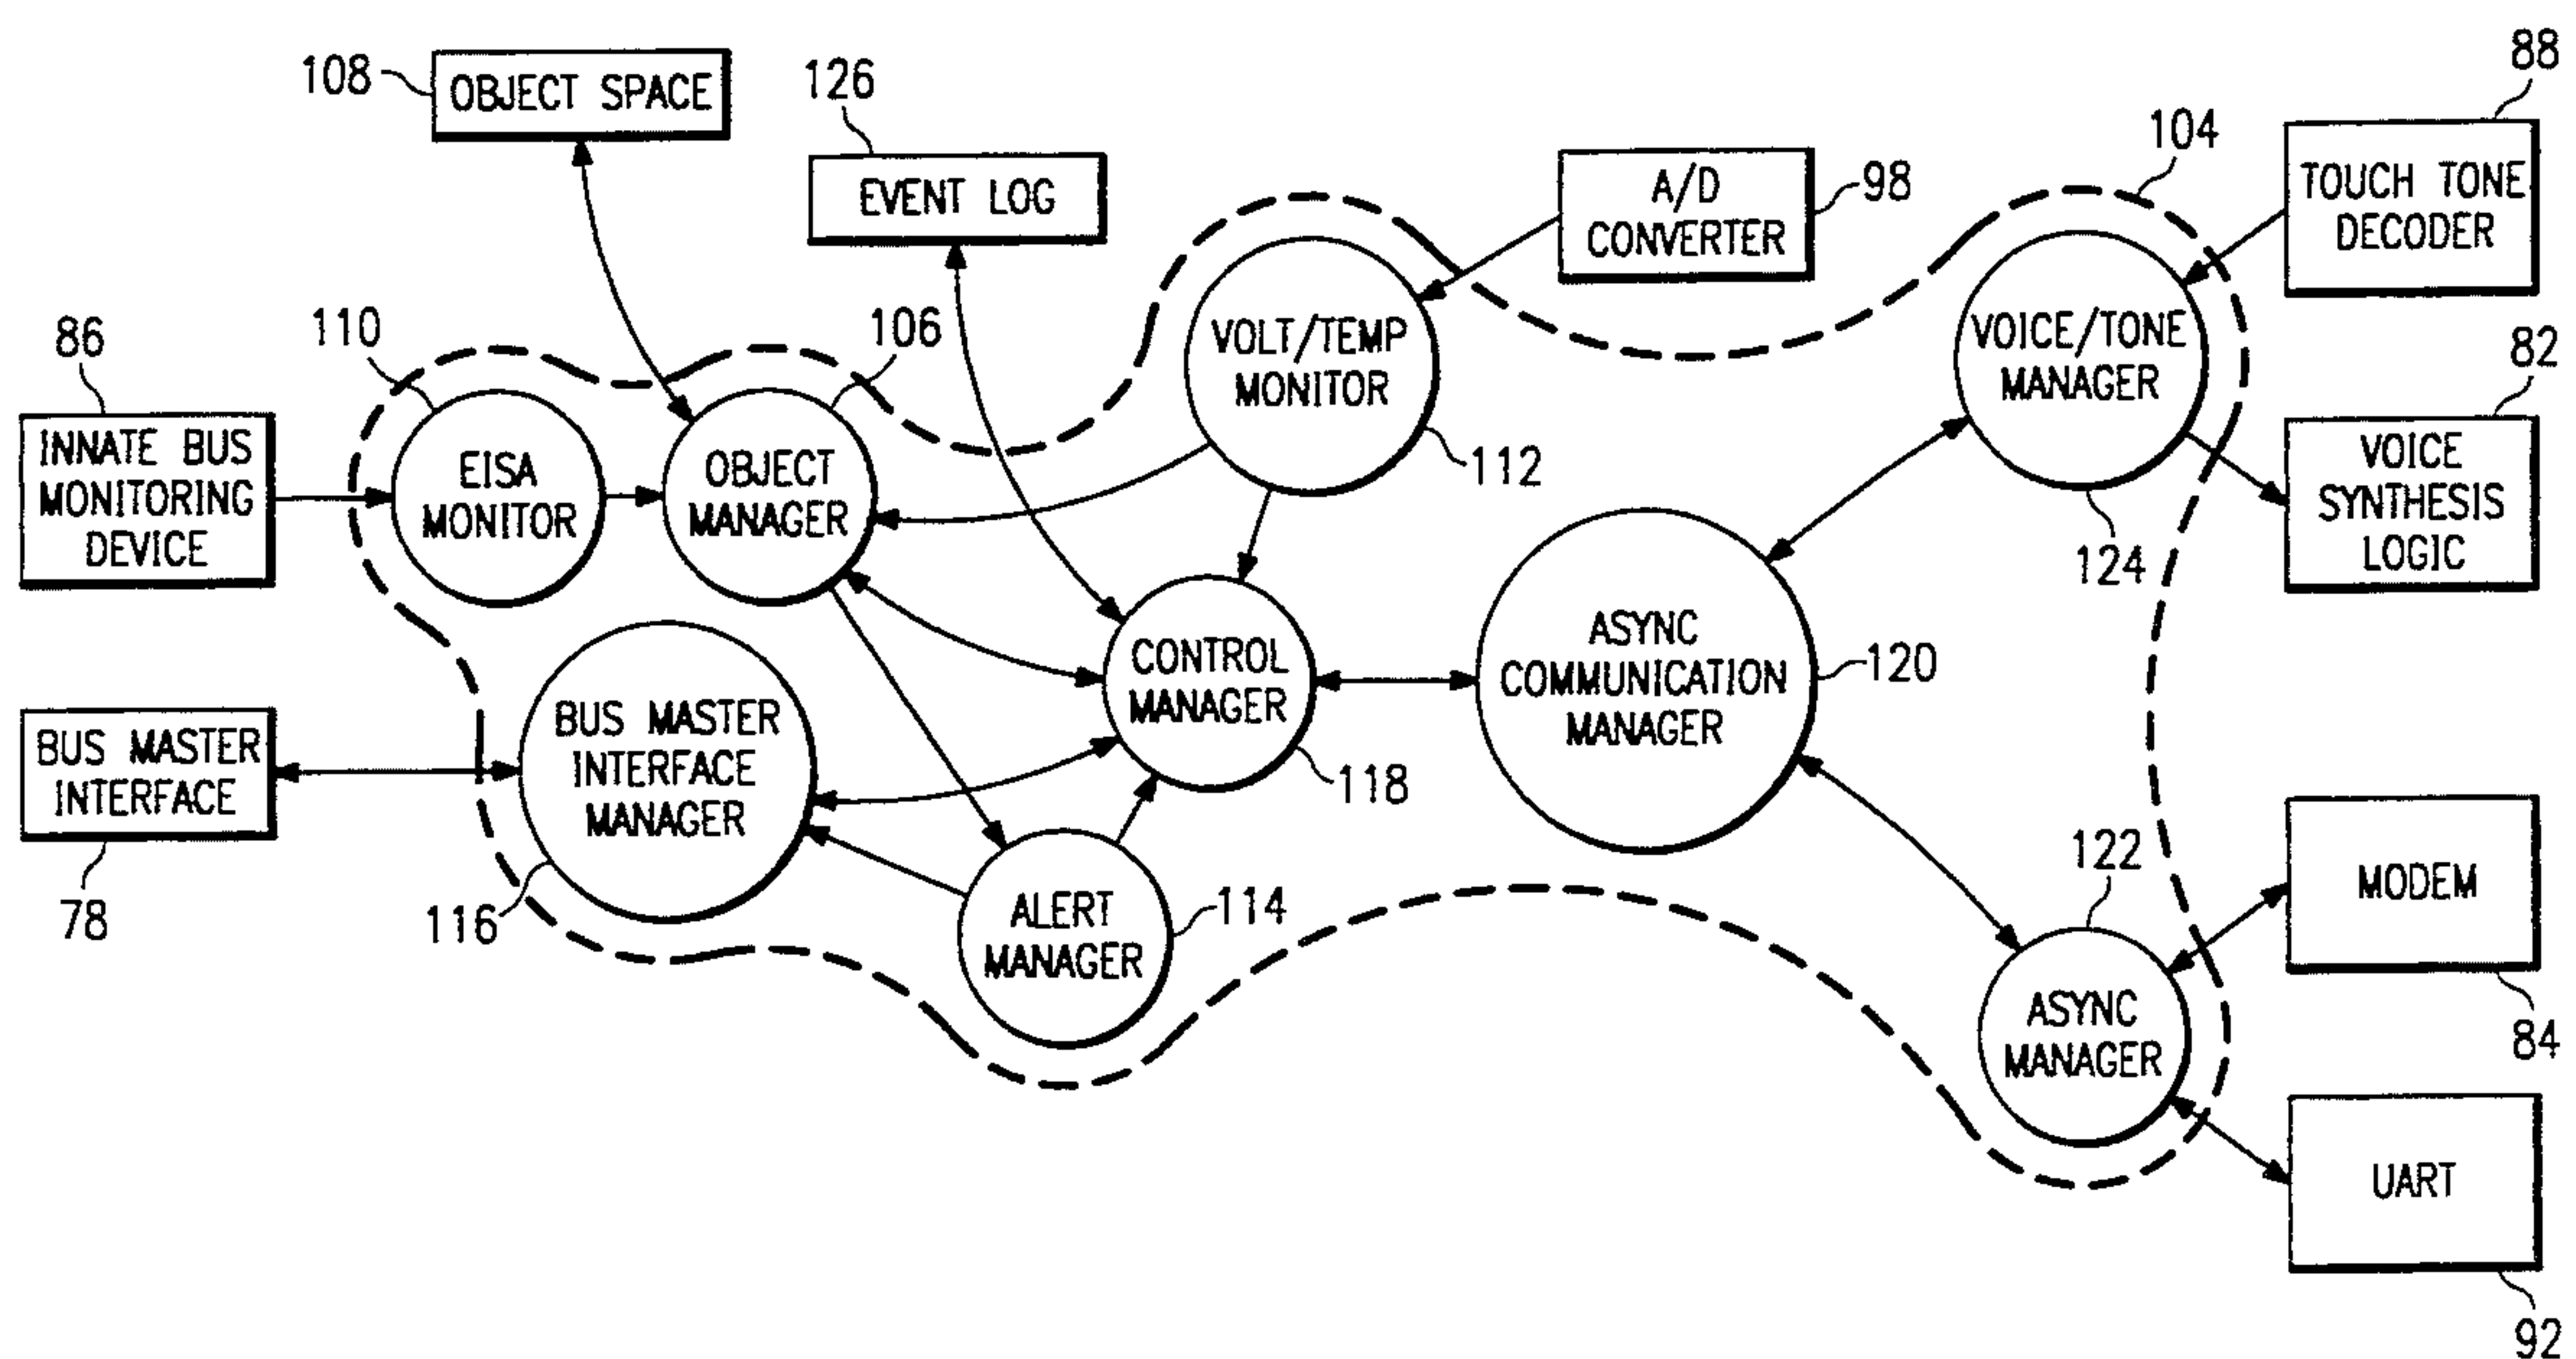 108
OBJECT SPACE
126
EVENT LOG
98
A/D
CONVERTER
104
88
TOUCH TONE
DECODER
86
INNATE BUS
MONITORING
DEVICE
110
EISA
MONITOR
106
OBJECT
MANAGER
VOLT/TEMP
MONITOR
112
VOICE/TONE
MANAGER
124
82
VOICE
SYNTHESIS
LOGIC
BUS MASTER
INTERFACE
78
BUS MASTER
INTERFACE
MANAGER
116
CONTROL
MANAGER
118
ASYNC
COMMUNICATION
MANAGER
120
ALERT
MANAGER
114
122
ASYNC
MANAGER
MODEM
84
UART
92